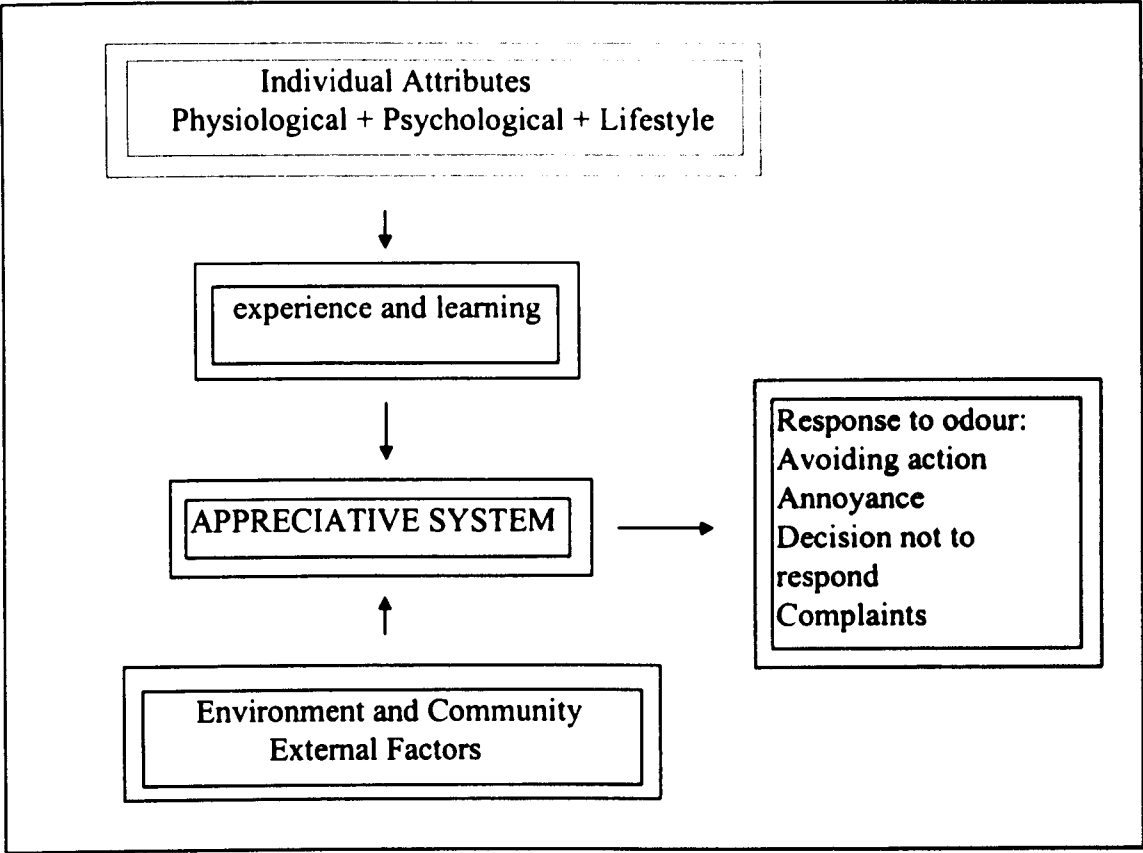 Individual Attributes
Physiological + Psychological + Lifestyle
experience and learning
APPRECIATIVE SYSTEM
Response to odour:
Avoiding action
Annoyance
Decision not to
respond
Complaints
Environment and Community
External Factors